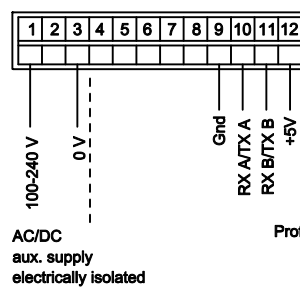 1 2 3 4 5 6 7 8 9 10 11 12
100-240 V
0 V
Gnd
RX A/TX A
RX B/TX B
+5V
AC/DC
aux. supply
electrically isolated